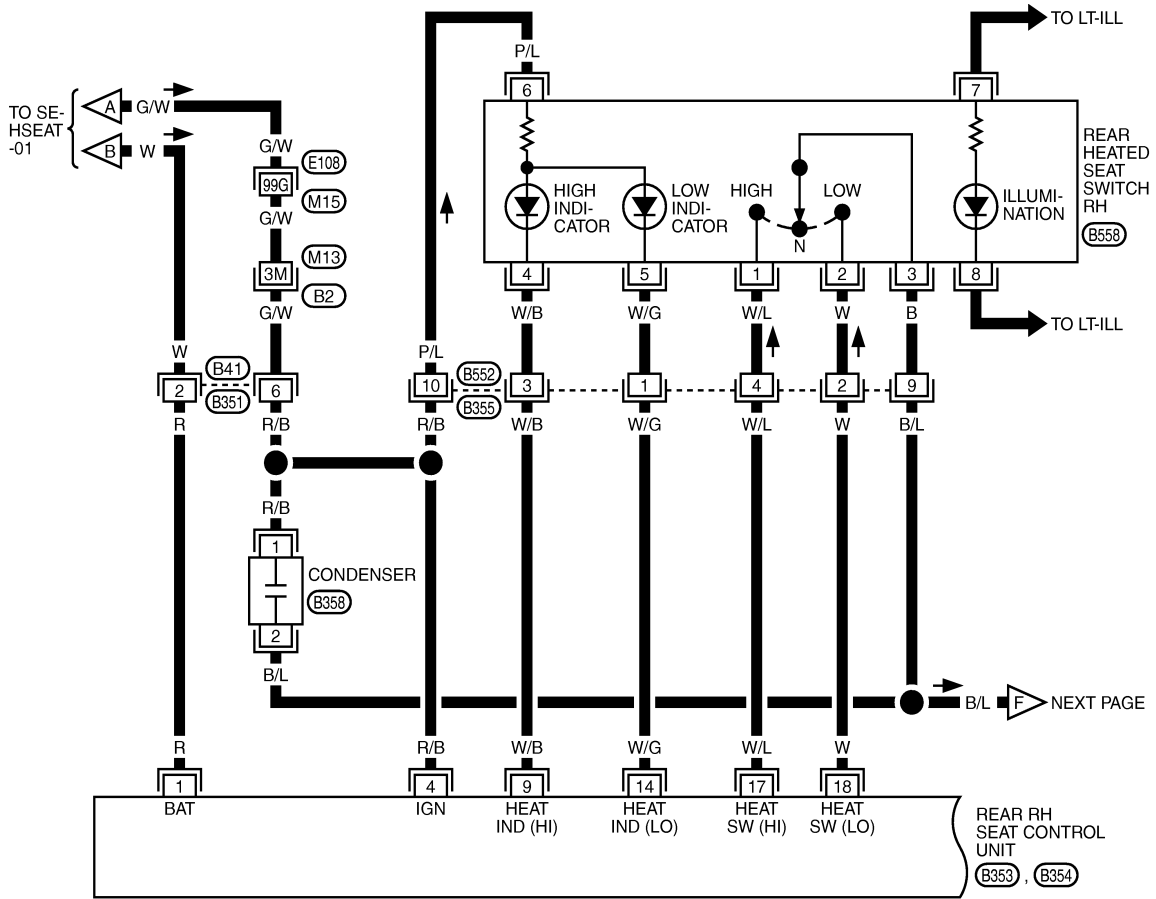 TO LT-ILL
P/L
6
7
TO SE-
HSEAT
-01
A
G/W
B
W
G/W
E108
99G
M15
G/W
M13
3M
B2
G/W
HIGH
INDI-
CATOR
LOW
INDI-
CATOR
HIGH
LOW
N
ILLUMI-
NATION
REAR
HEATED
SEAT
SWITCH
RH
B558
4
5
1
2
3
8
W/B
W/G
W/L
W
B
TO LT-ILL
W
P/L
B41
B552
2
6
10
3
1
4
2
9
B351
B355
R
R/B
R/B
W/B
W/G
W/L
W
B/L
R/B
1
CONDENSER
B358
2
B/L
B/L
F
NEXT PAGE
R
R/B
W/B
W/G
W/L
W
1
4
9
14
17
18
BAT
IGN
HEAT
IND (HI)
HEAT
IND (LO)
HEAT
SW (HI)
HEAT
SW (LO)
REAR RH
SEAT CONTROL
UNIT
B353 , B354